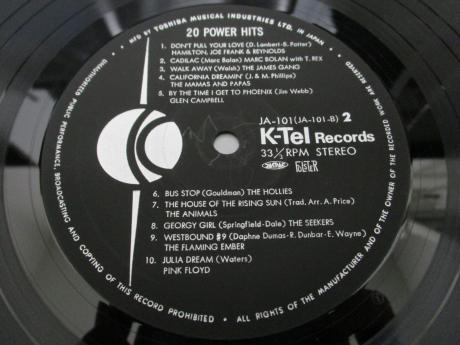 MFD BY TOSHIBA MUSICAL INDUSTRIES LTD. IN JAPAN
20 POWER HITS
1. DON'T PULL YOUR LOVE (D. Lambert-B. Potter)
HAMILTON, JOE FRANK & REYNOLDS
2. CADILAC (Marc Bolan) MARC BOLAN with T. REX
3. WALK AWAY (Walsh) THE JAMES GANG
4. CALIFORNIA DREAMIN' (J. & M. Phillips)
THE MAMAS AND PAPAS
5. BY THE TIME I GET TO PHOENIX (Jim Webb)
GLEN CAMPBELL
JA-101(JA-101-B) 2
K-Tel Records
33⅓ RPM STEREO
6. BUS STOP (Gouldman) THE HOLLIES
7. THE HOUSE OF THE RISING SUN (Trad. Arr. A. Price)
THE ANIMALS
8. GEORGY GIRL (Springfield-Dale) THE SEEKERS
9. WESTBOUND #9 (Daphne Dumas-R. Dunbar-E. Wayne)
THE FLAMING EMBER
10. JULIA DREAM (Waters)
PINK FLOYD
UNAUTHORIZED PUBLIC PERFORMANCE, BROADCASTING AND COPYING OF THIS RECORD PROHIBITED • ALL RIGHTS OF THE MANUFACTURER AND OF THE OWNER OF THE RECORDED WORK ARE RESERVED